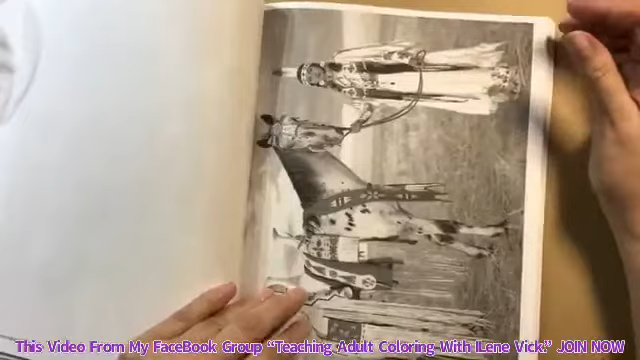 This Video From My FaceBook Group “Teaching Adult Coloring With ILene Vick” JOIN NOW